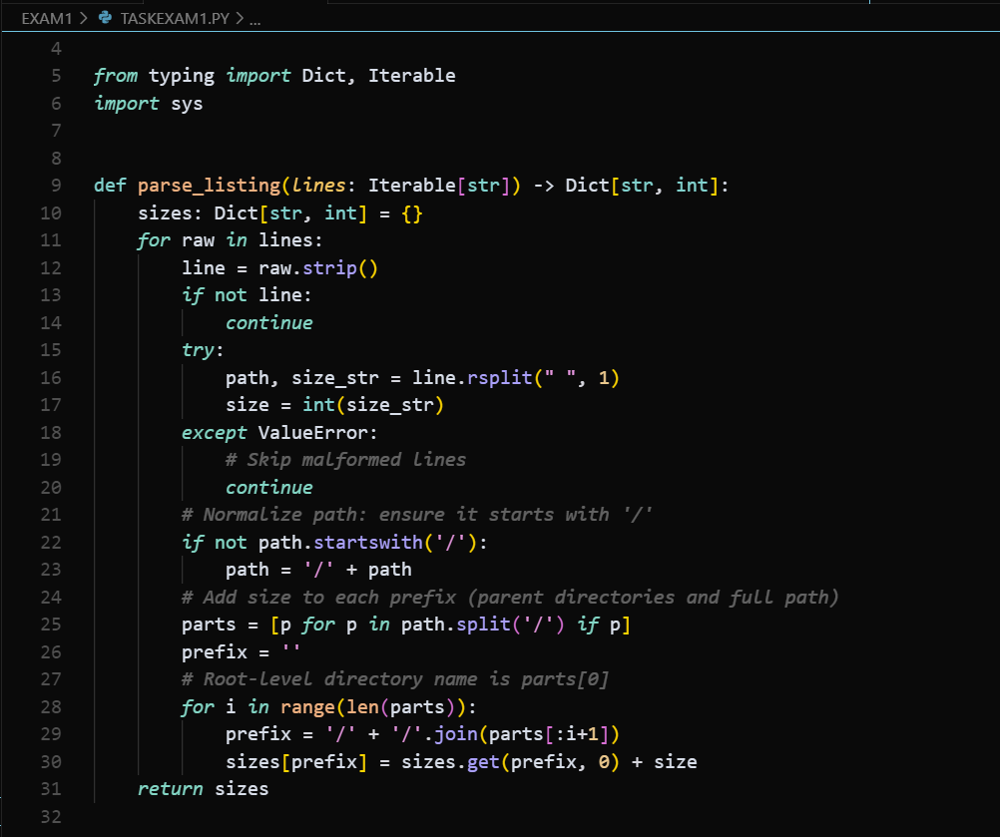 EXAM1 > TASKEXAM1.PY > ...
4
5 from typing import Dict, Iterable
6 import sys
7
8
9 def parse_listing(lines: Iterable[str]) -> Dict[str, int]:
10     sizes: Dict[str, int] = {}
11     for raw in lines:
12         line = raw.strip()
13         if not line:
14             continue
15         try:
16             path, size_str = line.rsplit(" ", 1)
17             size = int(size_str)
18         except ValueError:
19             # Skip malformed lines
20             continue
21         # Normalize path: ensure it starts with '/'
22         if not path.startswith('/'):
23             path = '/' + path
24         # Add size to each prefix (parent directories and full path)
25         parts = [p for p in path.split('/') if p]
26         prefix = ''
27         # Root-level directory name is parts[0]
28         for i in range(len(parts)):
29             prefix = '/' + '/'.join(parts[:i+1])
30             sizes[prefix] = sizes.get(prefix, 0) + size
31     return sizes
32